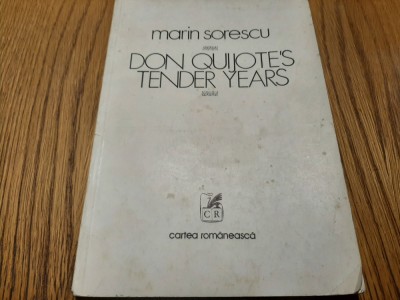 marin sorescu
DON QUIJOTE'S
TENDER YEARS
CR
cartea românească